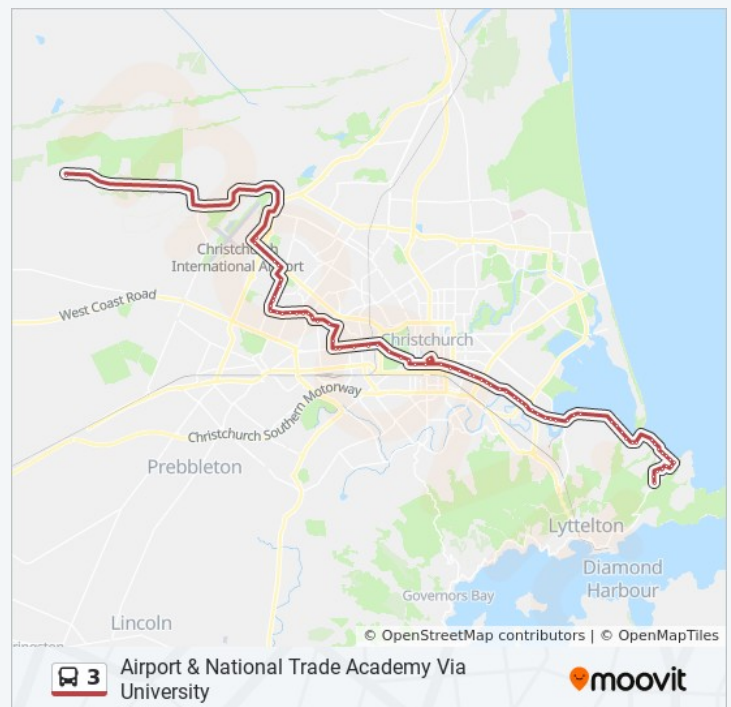 Christchurch
International Airport
West Coast Road
Christchurch
Christchurch Southern Motorway
Prebbleton
Lyttelton
Diamond
Harbour
Governors Bay
Lincoln
© OpenStreetMap contributors | © OpenMapTiles
3 Airport & National Trade Academy Via
University
moovit